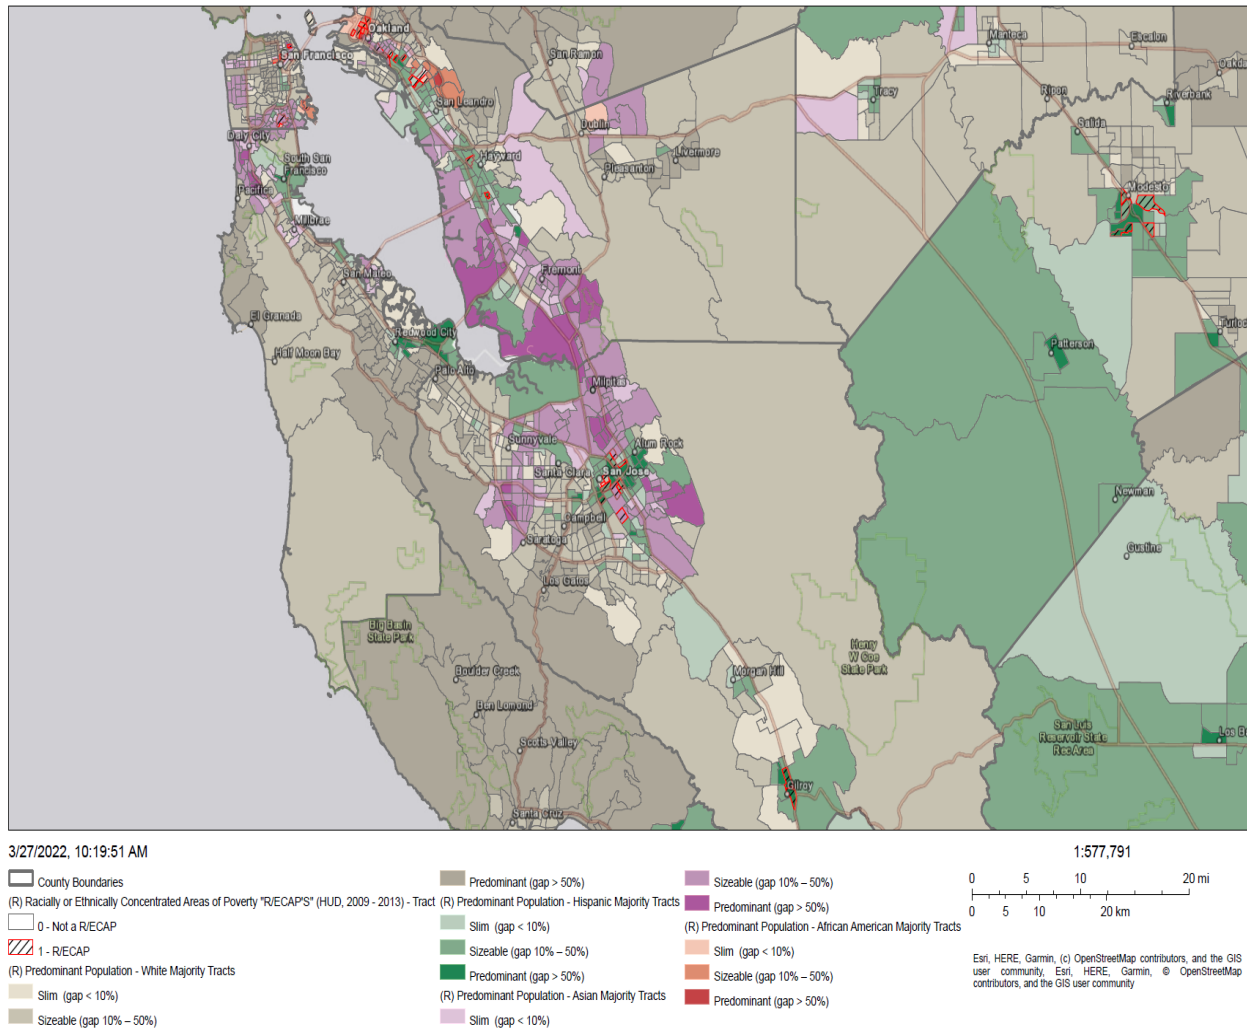 Oakland
San Francisco
San Ramon
Manteca
Escalon
Oakda
San Leandro
Tracy
Ripon
Riverbank
Dublin
Salida
Daly City
Hayward
Livermore
South San
Francisco
Pleasanton
Pacifica
Modesto
Millbrae
San Mateo
Fremont
El Granada
Redwood City
Turloc
Half Moon Bay
Patterson
Palo Alto
Milpitas
Sunnyvale
Alum Rock
Santa Clara
San Jose
Newman
Campbell
Saratoga
Gustine
Los Gatos
Big Basin
State Park
Henry
W Coe
State Park
Boulder Creek
Morgan Hill
Ben Lomond
San Luis
Reservoir State
Rec Area
Los Ba
Scotts Valley
Gilroy
Santa Cruz
3/27/2022, 10:19:51 AM
County Boundaries
(R) Racially or Ethnically Concentrated Areas of Poverty "R/ECAP'S" (HUD, 2009 - 2013) - Tract
0 - Not a R/ECAP
1 - R/ECAP
(R) Predominant Population - White Majority Tracts
Slim (gap < 10%)
Sizeable (gap 10% – 50%)
Predominant (gap > 50%)
(R) Predominant Population - Hispanic Majority Tracts
Slim (gap < 10%)
Sizeable (gap 10% – 50%)
Predominant (gap > 50%)
(R) Predominant Population - Asian Majority Tracts
Slim (gap < 10%)
Sizeable (gap 10% – 50%)
Predominant (gap > 50%)
(R) Predominant Population - African American Majority Tracts
Slim (gap < 10%)
Sizeable (gap 10% – 50%)
Predominant (gap > 50%)
1:577,791
0 5 10 20 mi
0 5 10 20 km
Esri, HERE, Garmin, (c) OpenStreetMap contributors, and the GIS
user community, Esri, HERE, Garmin, © OpenStreetMap
contributors, and the GIS user community